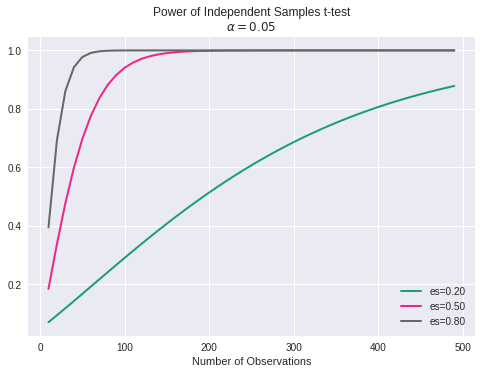 Power of Independent Samples t-test
α = 0.05
1.0
0.8
0.6
0.4
0.2
0
100
200
300
400
500
Number of Observations
es=0.20
es=0.50
es=0.80